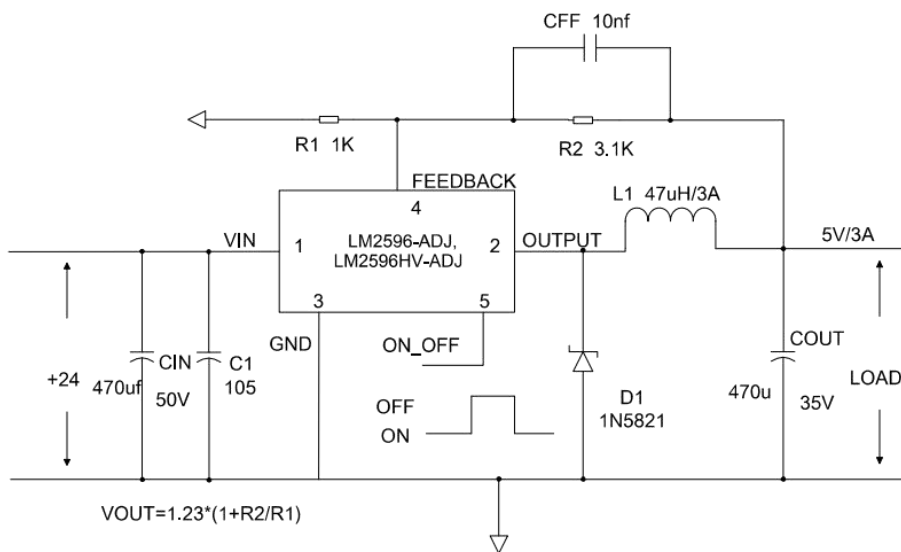 CFF 10nf
R1 1K
R2 3.1K
FEEDBACK
4
L1 47uH/3A
VIN
1
LM2596-ADJ,
LM2596HV-ADJ
2
OUTPUT
5V/3A
3
5
GND
ON_OFF
+24
470uf
CIN
50V
C1
105
OFF
ON
D1
1N5821
COUT
470u
35V
LOAD
VOUT=1.23*(1+R2/R1)